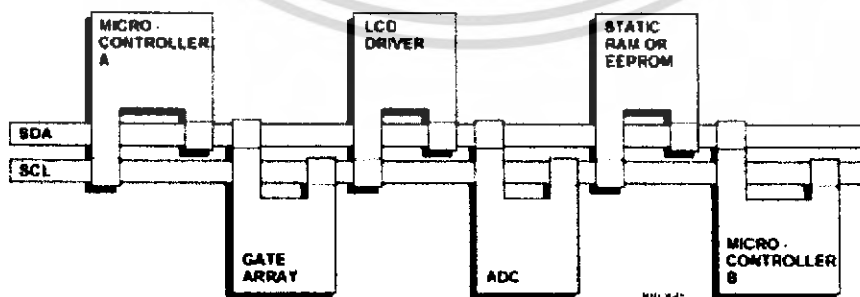 MICRO -
CONTROLLER
A
LCD
DRIVER
STATIC
RAM OR
EEPROM
SDA
SCL
GATE
ARRAY
ADC
MICRO -
CONTROLLER
B